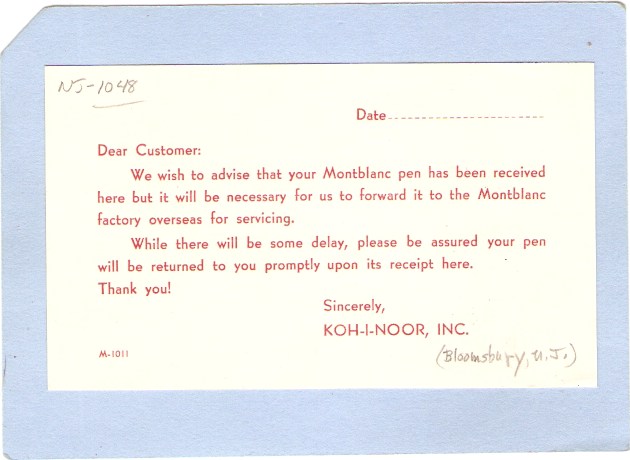 NJ-1048
Date
Dear Customer:
We wish to advise that your Montblanc pen has been received
here but it will be necessary for us to forward it to the Montblanc
factory overseas for servicing.
While there will be some delay, please be assured your pen
will be returned to you promptly upon its receipt here.
Thank you!
Sincerely,
KOH-I-NOOR, INC.
M-1011
(Bloomsbury, N.J.)